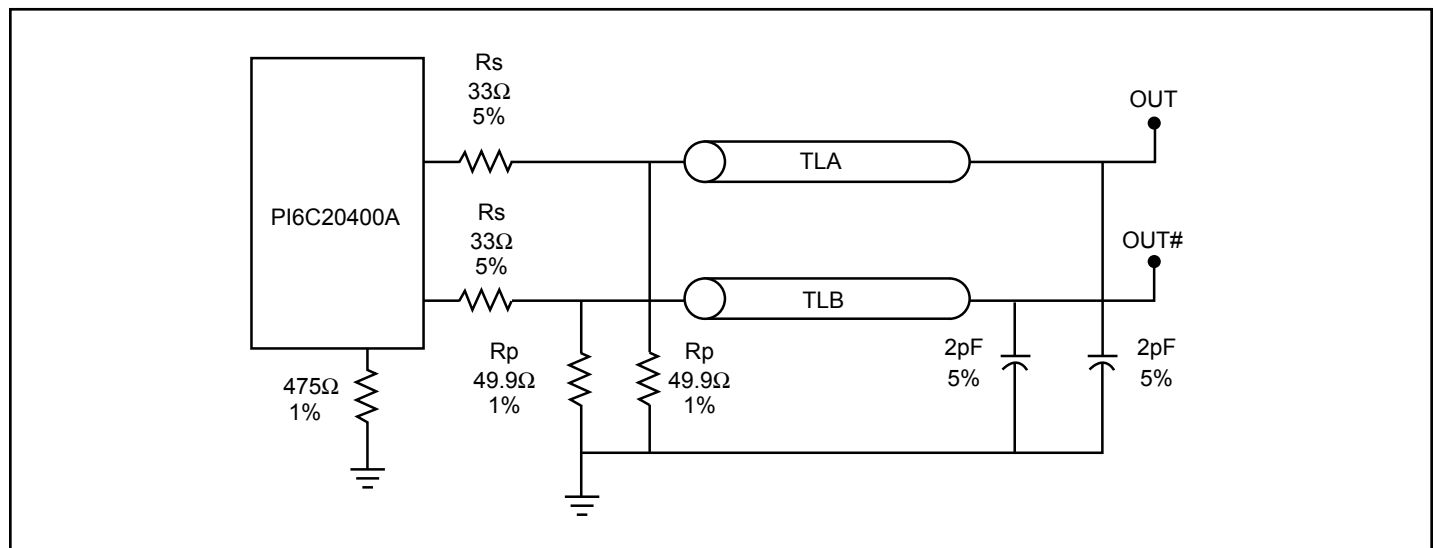 Rs
33Ω
5%
OUT
TLA
PI6C20400A
Rs
33Ω
5%
OUT#
TLB
Rp
49.9Ω
1%
Rp
49.9Ω
1%
2pF
5%
2pF
5%
475Ω
1%